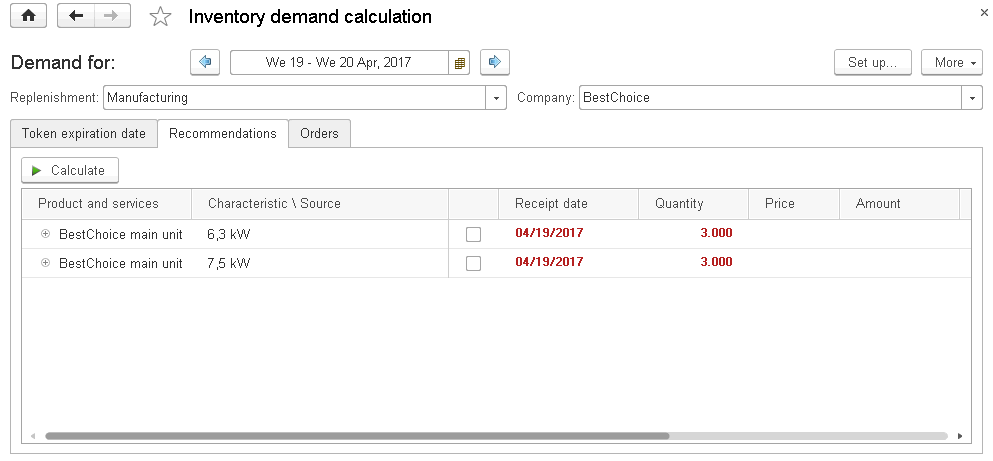 Inventory demand calculation
Demand for: We 19 - We 20 Apr, 2017 Set up... More
Replenishment: Manufacturing Company: BestChoice
Token expiration date Recommendations Orders
Calculate
Product and services Characteristic \ Source Receipt date Quantity Price Amount
BestChoice main unit 6,3 kW 04/19/2017 3.000
BestChoice main unit 7,5 kW 04/19/2017 3.000